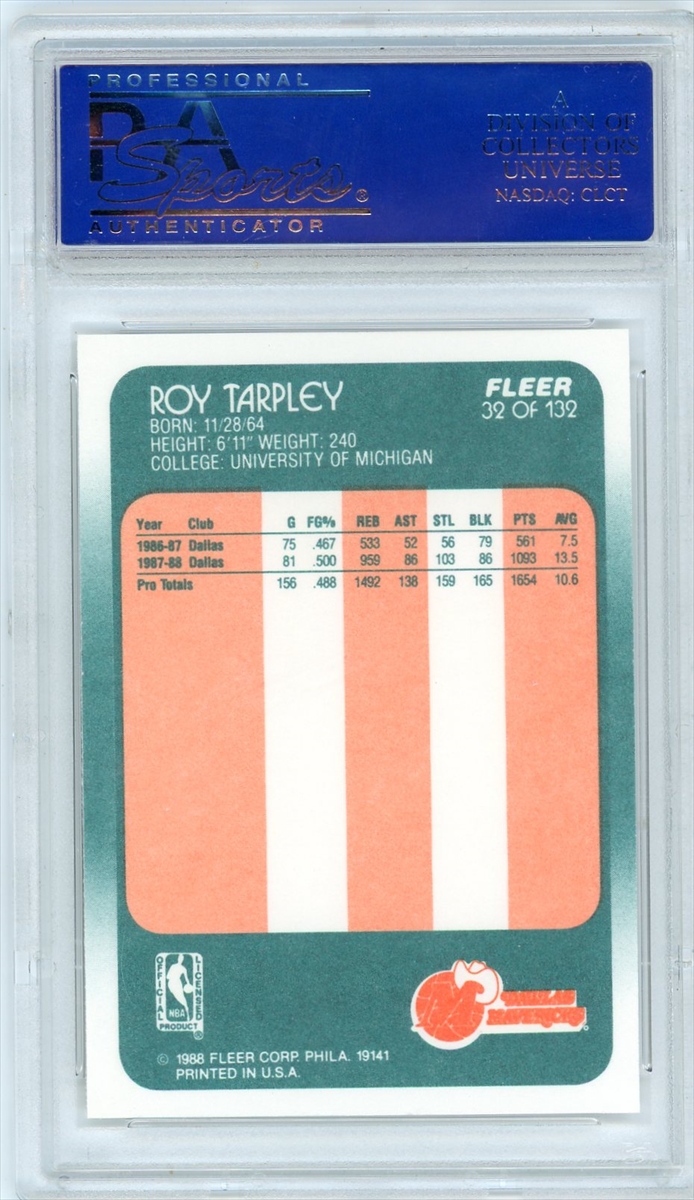 PROFESSIONAL
PSA
Sports®
AUTHENTICATOR
A
DIVISION OF
COLLECTORS
UNIVERSE
NASDAQ: CLCT
ROY TARPLEY
BORN: 11/28/64
HEIGHT: 6'11" WEIGHT: 240
COLLEGE: UNIVERSITY OF MICHIGAN
FLEER
32 OF 132
Year Club G FG% REB AST STL BLK PTS AVG
1986-87 Dallas 75 .467 533 52 56 79 561 7.5
1987-88 Dallas 81 .500 959 86 103 86 1093 13.5
Pro Totals 156 .488 1492 138 159 165 1654 10.6
OFFICIAL LICENSED
NBA
PRODUCT ®
M
DALLAS
MAVERICKS®
© 1988 FLEER CORP. PHILA. 19141
PRINTED IN U.S.A.